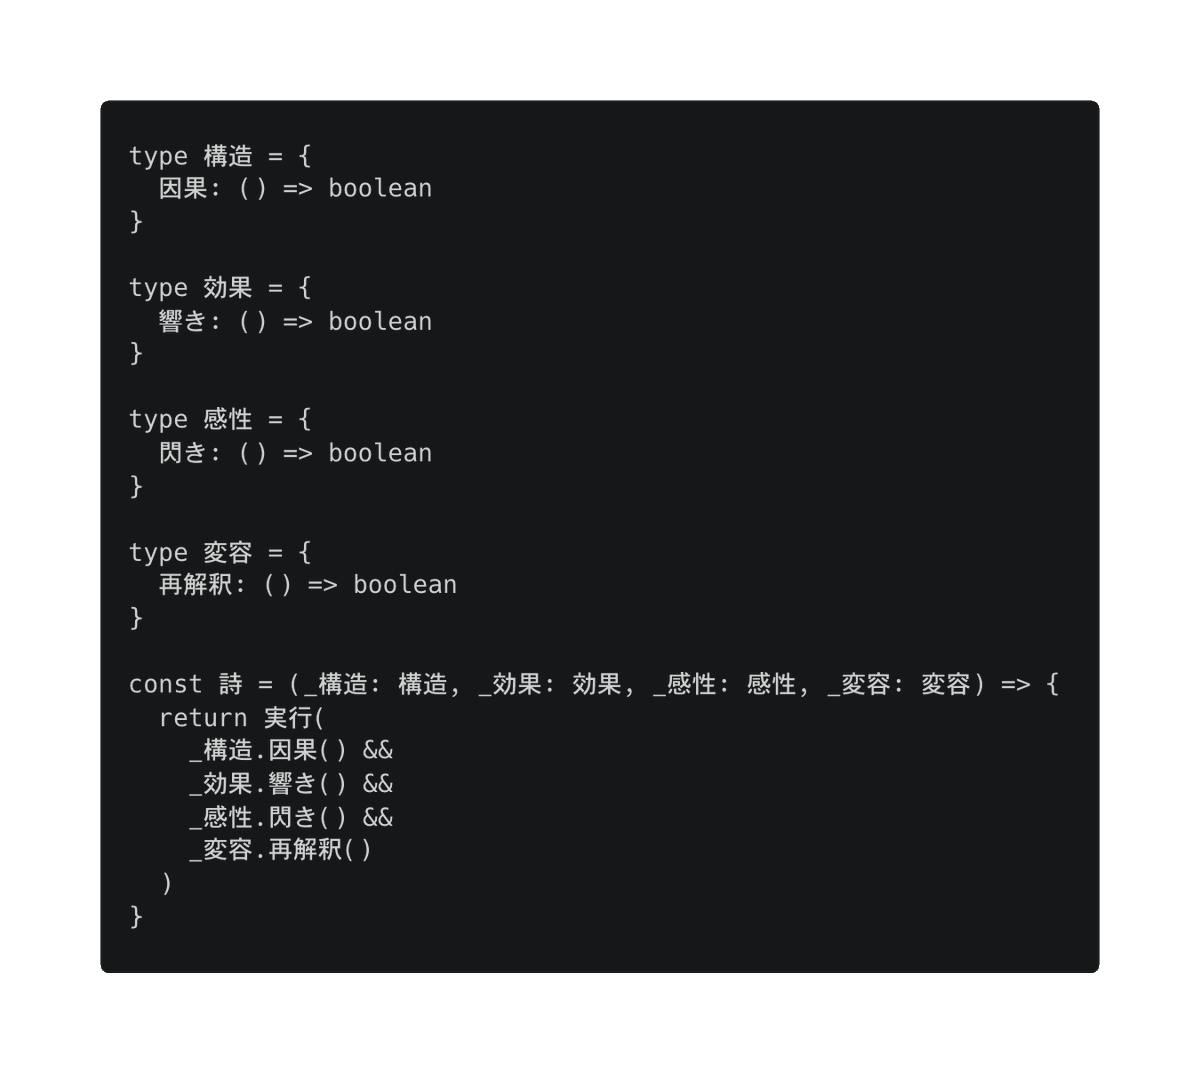 type 構造 = {
  因果: () => boolean
}

type 効果 = {
  響き: () => boolean
}

type 感性 = {
  閃き: () => boolean
}

type 変容 = {
  再解釈: () => boolean
}

const 詩 = (_構造: 構造, _効果: 効果, _感性: 感性, _変容: 変容) => {
  return 実行(
    _構造.因果() &&
    _効果.響き() &&
    _感性.閃き() &&
    _変容.再解釈()
  )
}